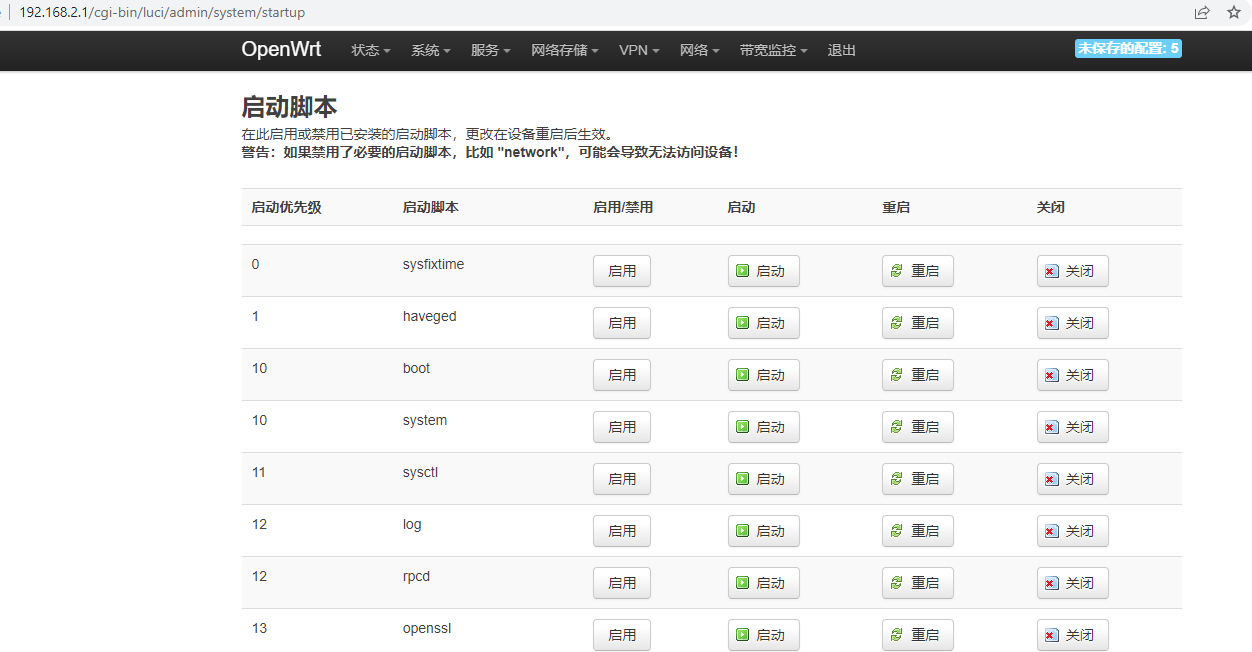 192.168.2.1/cgi-bin/luci/admin/system/startup
OpenWrt 状态 系统 服务 网络存储 VPN 网络 带宽监控 退出 未保存的配置: 5
启动脚本
在此启用或禁用已安装的启动脚本，更改在设备重启后生效。
警告：如果禁用了必要的启动脚本，比如 "network"，可能会导致无法访问设备！
启动优先级 启动脚本 启用/禁用 启动 重启 关闭
0 sysfixtime 启用 启动 重启 关闭
1 haveged 启用 启动 重启 关闭
10 boot 启用 启动 重启 关闭
10 system 启用 启动 重启 关闭
11 sysctl 启用 启动 重启 关闭
12 log 启用 启动 重启 关闭
12 rpcd 启用 启动 重启 关闭
13 openssl 启用 启动 重启 关闭